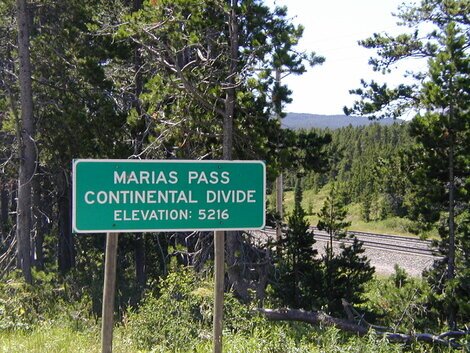 MARIAS PASS
CONTINENTAL DIVIDE
ELEVATION: 5216